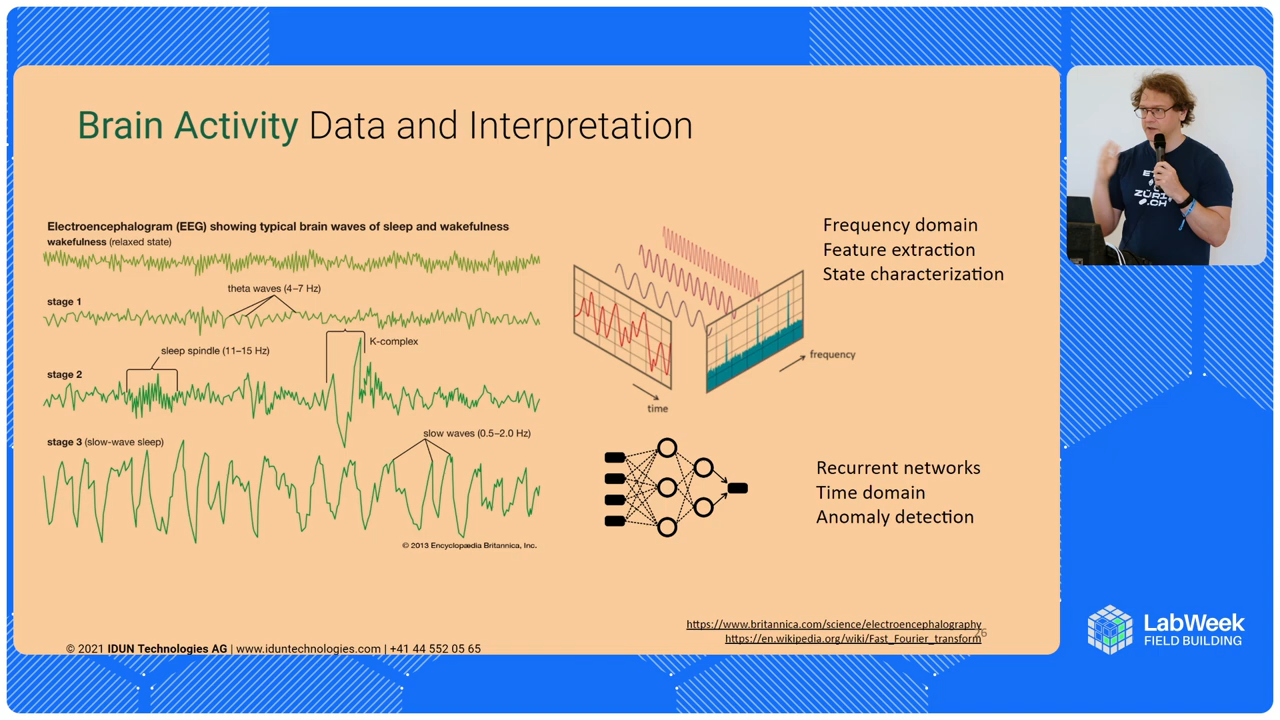 Brain Activity Data and Interpretation
Electroencephalogram (EEG) showing typical brain waves of sleep and wakefulness
wakefulness (relaxed state)
theta waves (4–7 Hz)
stage 1
K-complex
sleep spindle (11–15 Hz)
stage 2
slow waves (0.5–2.0 Hz)
stage 3 (slow-wave sleep)
© 2013 Encyclopædia Britannica, Inc.
time
frequency
Frequency domain
Feature extraction
State characterization
Recurrent networks
Time domain
Anomaly detection
https://www.britannica.com/science/electroencephalography
https://en.wikipedia.org/wiki/Fast_Fourier_transform
26
© 2021 IDUN Technologies AG | www.iduntechnologies.com | +41 44 552 05 65
ZÜRI
.CH
LabWeek
FIELD BUILDING